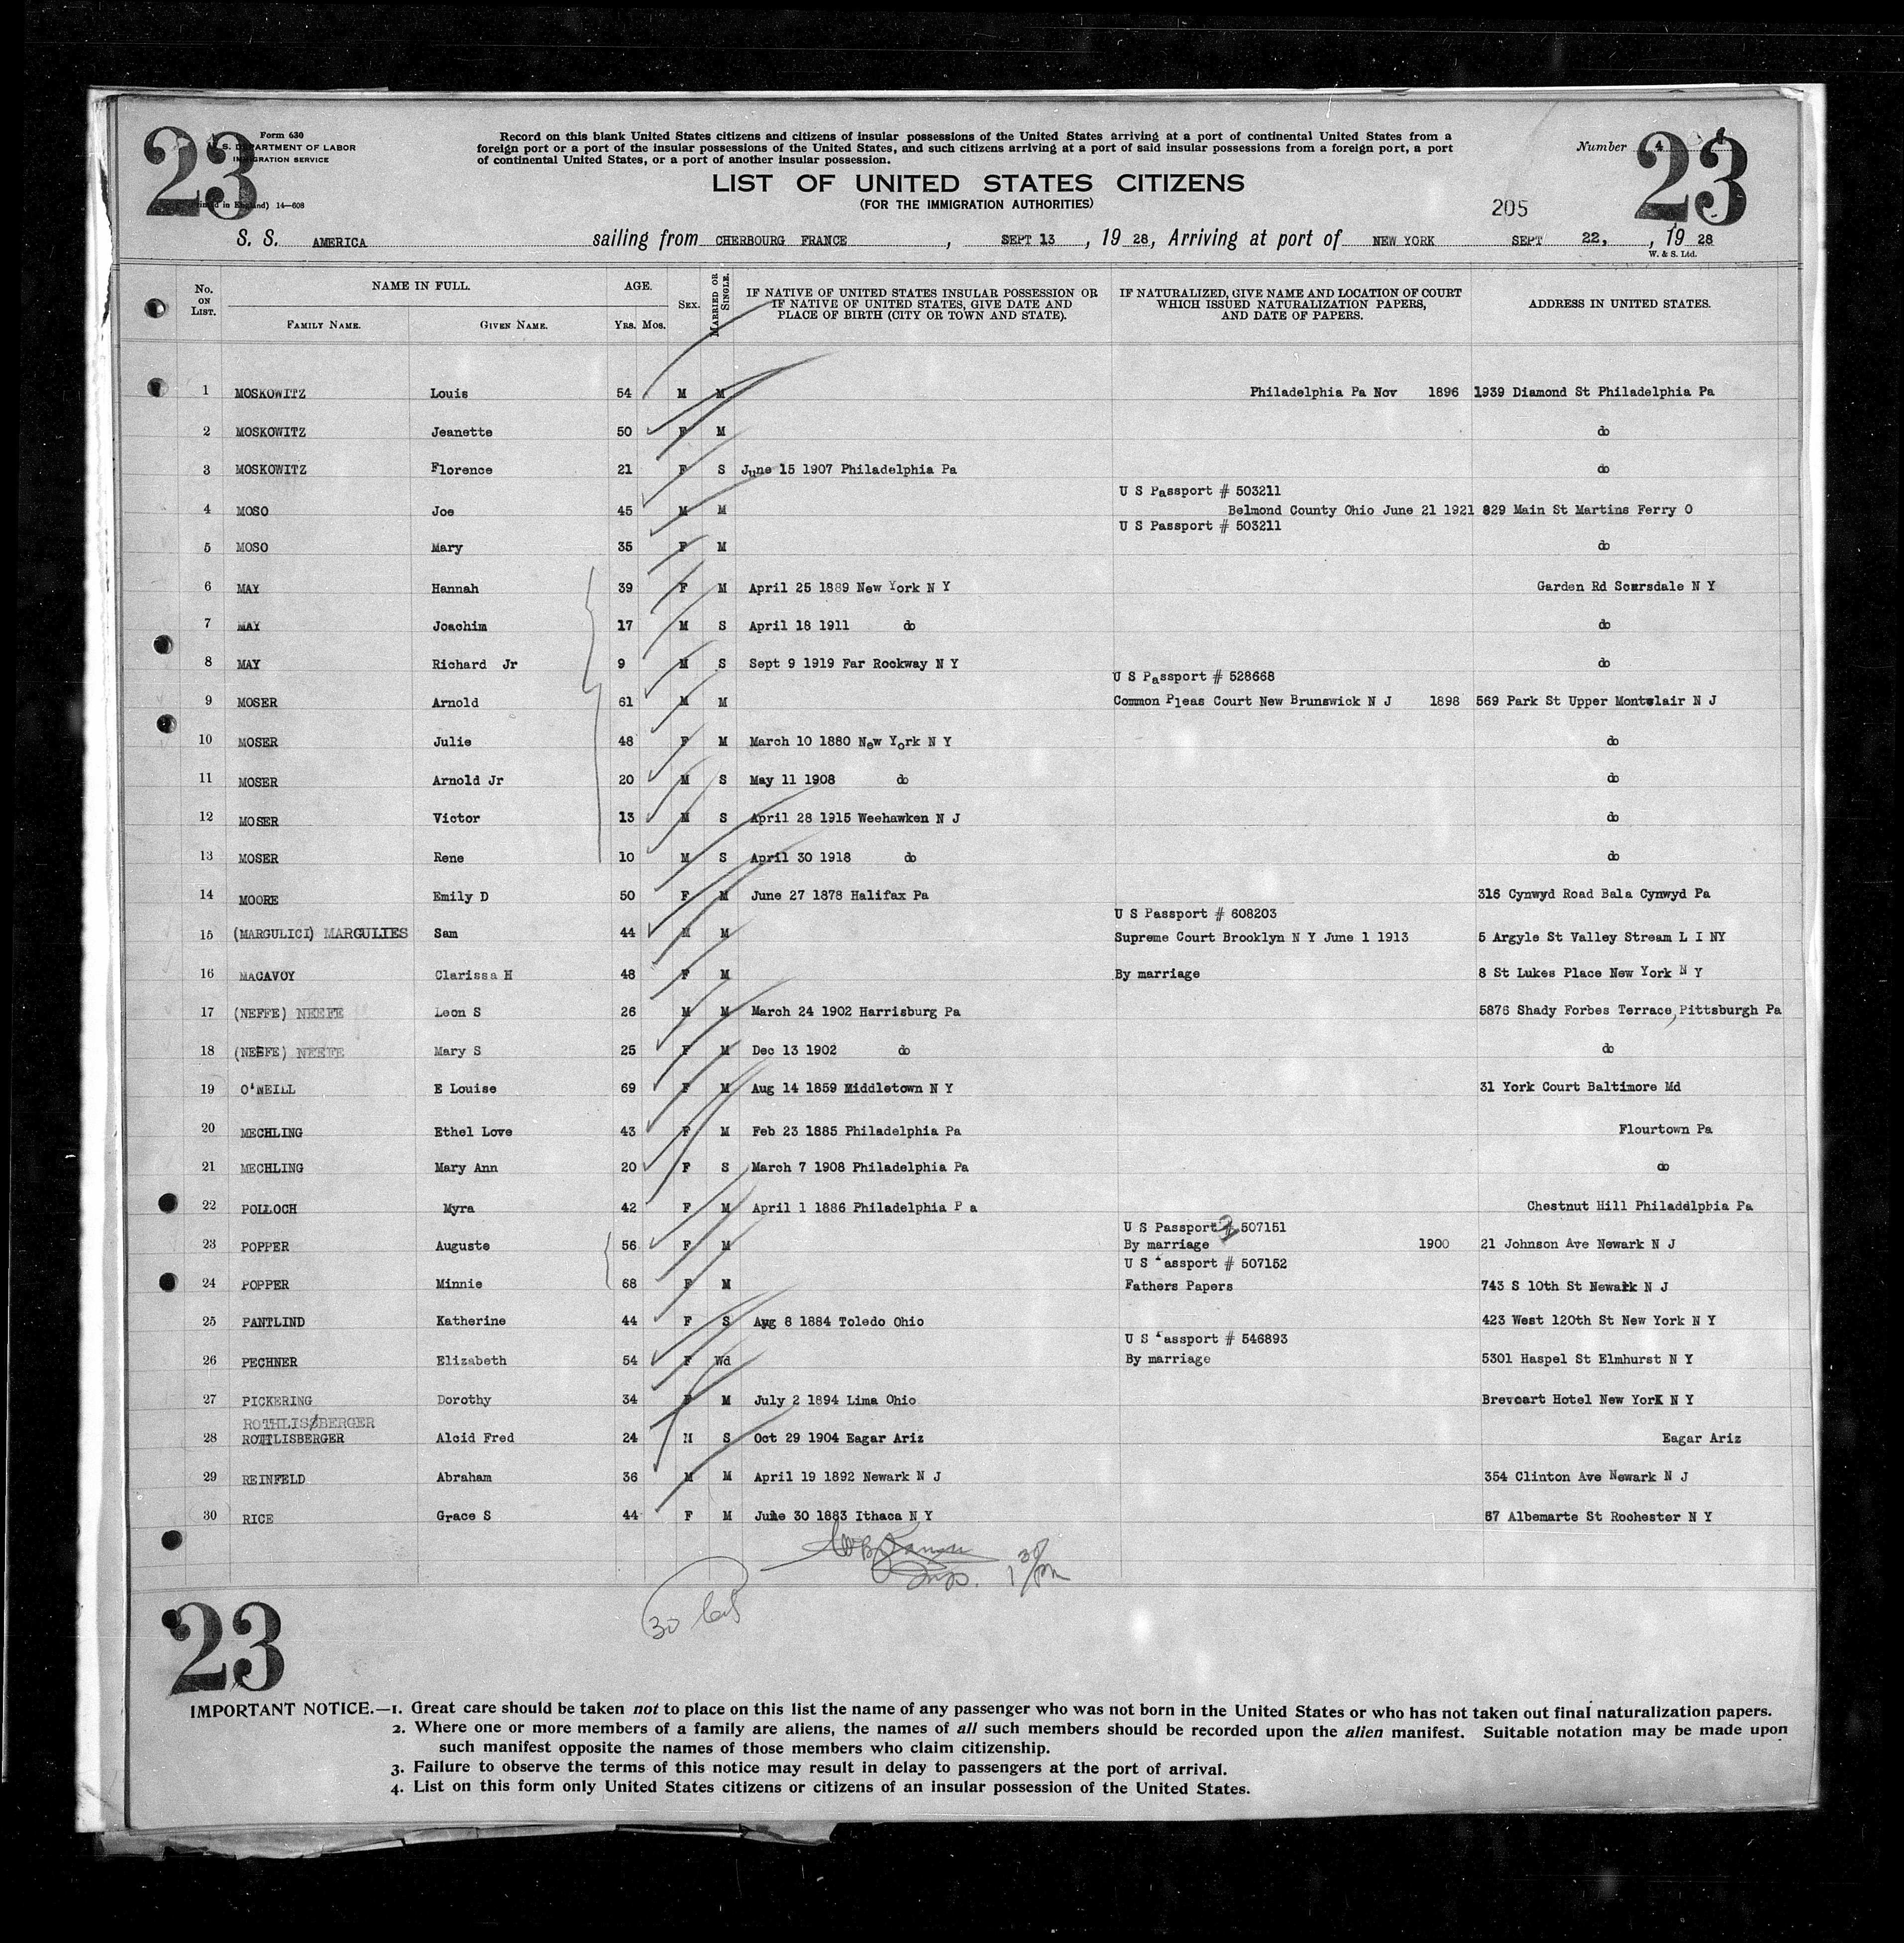 23
Form 630
U. S. DEPARTMENT OF LABOR
IMMIGRATION SERVICE
(Printed in England) 14—608
Record on this blank United States citizens and citizens of insular possessions of the United States arriving at a port of continental United States from a
foreign port or a port of the insular possessions of the United States, and such citizens arriving at a port of said insular possessions from a foreign port, a port
of continental United States, or a port of another insular possession.
Number 4
23
LIST OF UNITED STATES CITIZENS
(FOR THE IMMIGRATION AUTHORITIES)
205
S. S. AMERICA sailing from CHERBOURG FRANCE, SEPT 13, 19 28, Arriving at port of NEW YORK SEPT 22, , 19 28
W. & S. Ltd.
No. ON LIST. NAME IN FULL. FAMILY NAME. GIVEN NAME. AGE. YRS. MOS. SEX. MARRIED OR SINGLE. IF NATIVE OF UNITED STATES INSULAR POSSESSION OR IF NATIVE OF UNITED STATES, GIVE DATE AND PLACE OF BIRTH (CITY OR TOWN AND STATE). IF NATURALIZED, GIVE NAME AND LOCATION OF COURT WHICH ISSUED NATURALIZATION PAPERS, AND DATE OF PAPERS. ADDRESS IN UNITED STATES.
1 MOSKOWITZ Louis 54 M M Philadelphia Pa Nov 1896 1939 Diamond St Philadelphia Pa
2 MOSKOWITZ Jeanette 50 F M do
3 MOSKOWITZ Florence 21 F S June 15 1907 Philadelphia Pa do
U S Passport # 503211
4 MOSO Joe 45 M M Belmond County Ohio June 21 1921 829 Main St Martins Ferry O
U S Passport # 503211
5 MOSO Mary 35 F M do
6 MAY Hannah 39 F M April 25 1889 New York N Y Garden Rd Scarsdale N Y
7 MAY Joachim 17 M S April 18 1911 do do
8 MAY Richard Jr 9 M S Sept 9 1919 Far Rockway N Y do
U S Passport # 528668
9 MOSER Arnold 61 M M Common Pleas Court New Brunswick N J 1898 569 Park St Upper Montclair N J
10 MOSER Julie 48 F M March 10 1880 New York N Y do
11 MOSER Arnold Jr 20 M S May 11 1908 do do
12 MOSER Victor 13 M S April 28 1915 Weehawken N J do
13 MOSER Rene 10 M S April 30 1918 do do
14 MOORE Emily D 50 F M June 27 1878 Halifax Pa 316 Cynwyd Road Bala Cynwyd Pa
U S Passport # 608203
15 (MARGULICI) MARGULIES Sam 44 M M Supreme Court Brooklyn N Y June 1 1913 5 Argyle St Valley Stream L I NY
16 MACAVOY Clarissa H 48 F M By marriage 8 St Lukes Place New York N Y
17 (NEFFE) NEEFE Leon S 26 M M March 24 1902 Harrisburg Pa 5876 Shady Forbes Terrace, Pittsburgh Pa
18 (NEFFE) NEEFE Mary S 25 F M Dec 13 1902 do do
19 O'NEILL E Louise 69 F M Aug 14 1859 Middletown N Y 31 York Court Baltimore Md
20 MECHLING Ethel Love 43 F M Feb 23 1885 Philadelphia Pa Flourtown Pa
21 MECHLING Mary Ann 20 F S March 7 1908 Philadelphia Pa do
22 POLLOCH Myra 42 F M April 1 1886 Philadelphia P a Chestnut Hill Philadelphia Pa
U S Passport # 507151
23 POPPER Auguste 56 F M By marriage 1900 21 Johnson Ave Newark N J
U S Passport # 507152
24 POPPER Minnie 68 F M Fathers Papers 743 S 10th St Newark N J
25 PANTLIND Katherine 44 F S Aug 8 1884 Toledo Ohio 423 West 120th St New York N Y
U S Passport # 546893
26 PECHNER Elizabeth 54 F Wd By marriage 5301 Haspel St Elmhurst N Y
27 PICKERING Dorothy 34 F M July 2 1894 Lima Ohio Brevoart Hotel New York N Y
ROTHLISBERGER
28 ROTHLISBERGER Alcid Fred 24 M S Oct 29 1904 Eagar Ariz Eagar Ariz
29 REINFELD Abraham 36 M M April 19 1892 Newark N J 354 Clinton Ave Newark N J
30 RICE Grace S 44 F M June 30 1883 Ithaca N Y 57 Albemarte St Rochester N Y
Insp. 1 30 PM
30
23
IMPORTANT NOTICE.—1. Great care should be taken not to place on this list the name of any passenger who was not born in the United States or who has not taken out final naturalization papers.
2. Where one or more members of a family are aliens, the names of all such members should be recorded upon the alien manifest. Suitable notation may be made upon
such manifest opposite the names of those members who claim citizenship.
3. Failure to observe the terms of this notice may result in delay to passengers at the port of arrival.
4. List on this form only United States citizens or citizens of an insular possession of the United States.